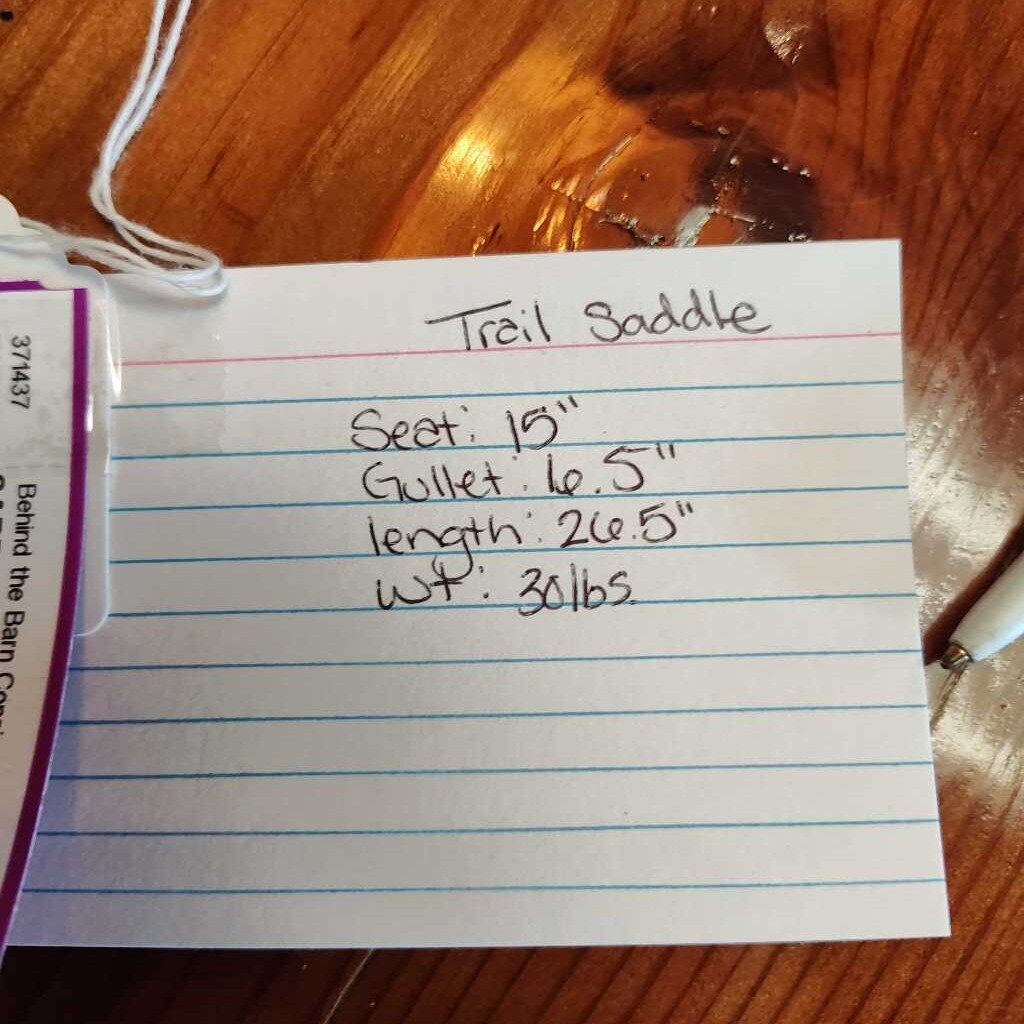 Trail Saddle
Seat: 15"
Gullet: 6.5"
length: 26.5"
wt: 30lbs.
371437
Behind the Barn